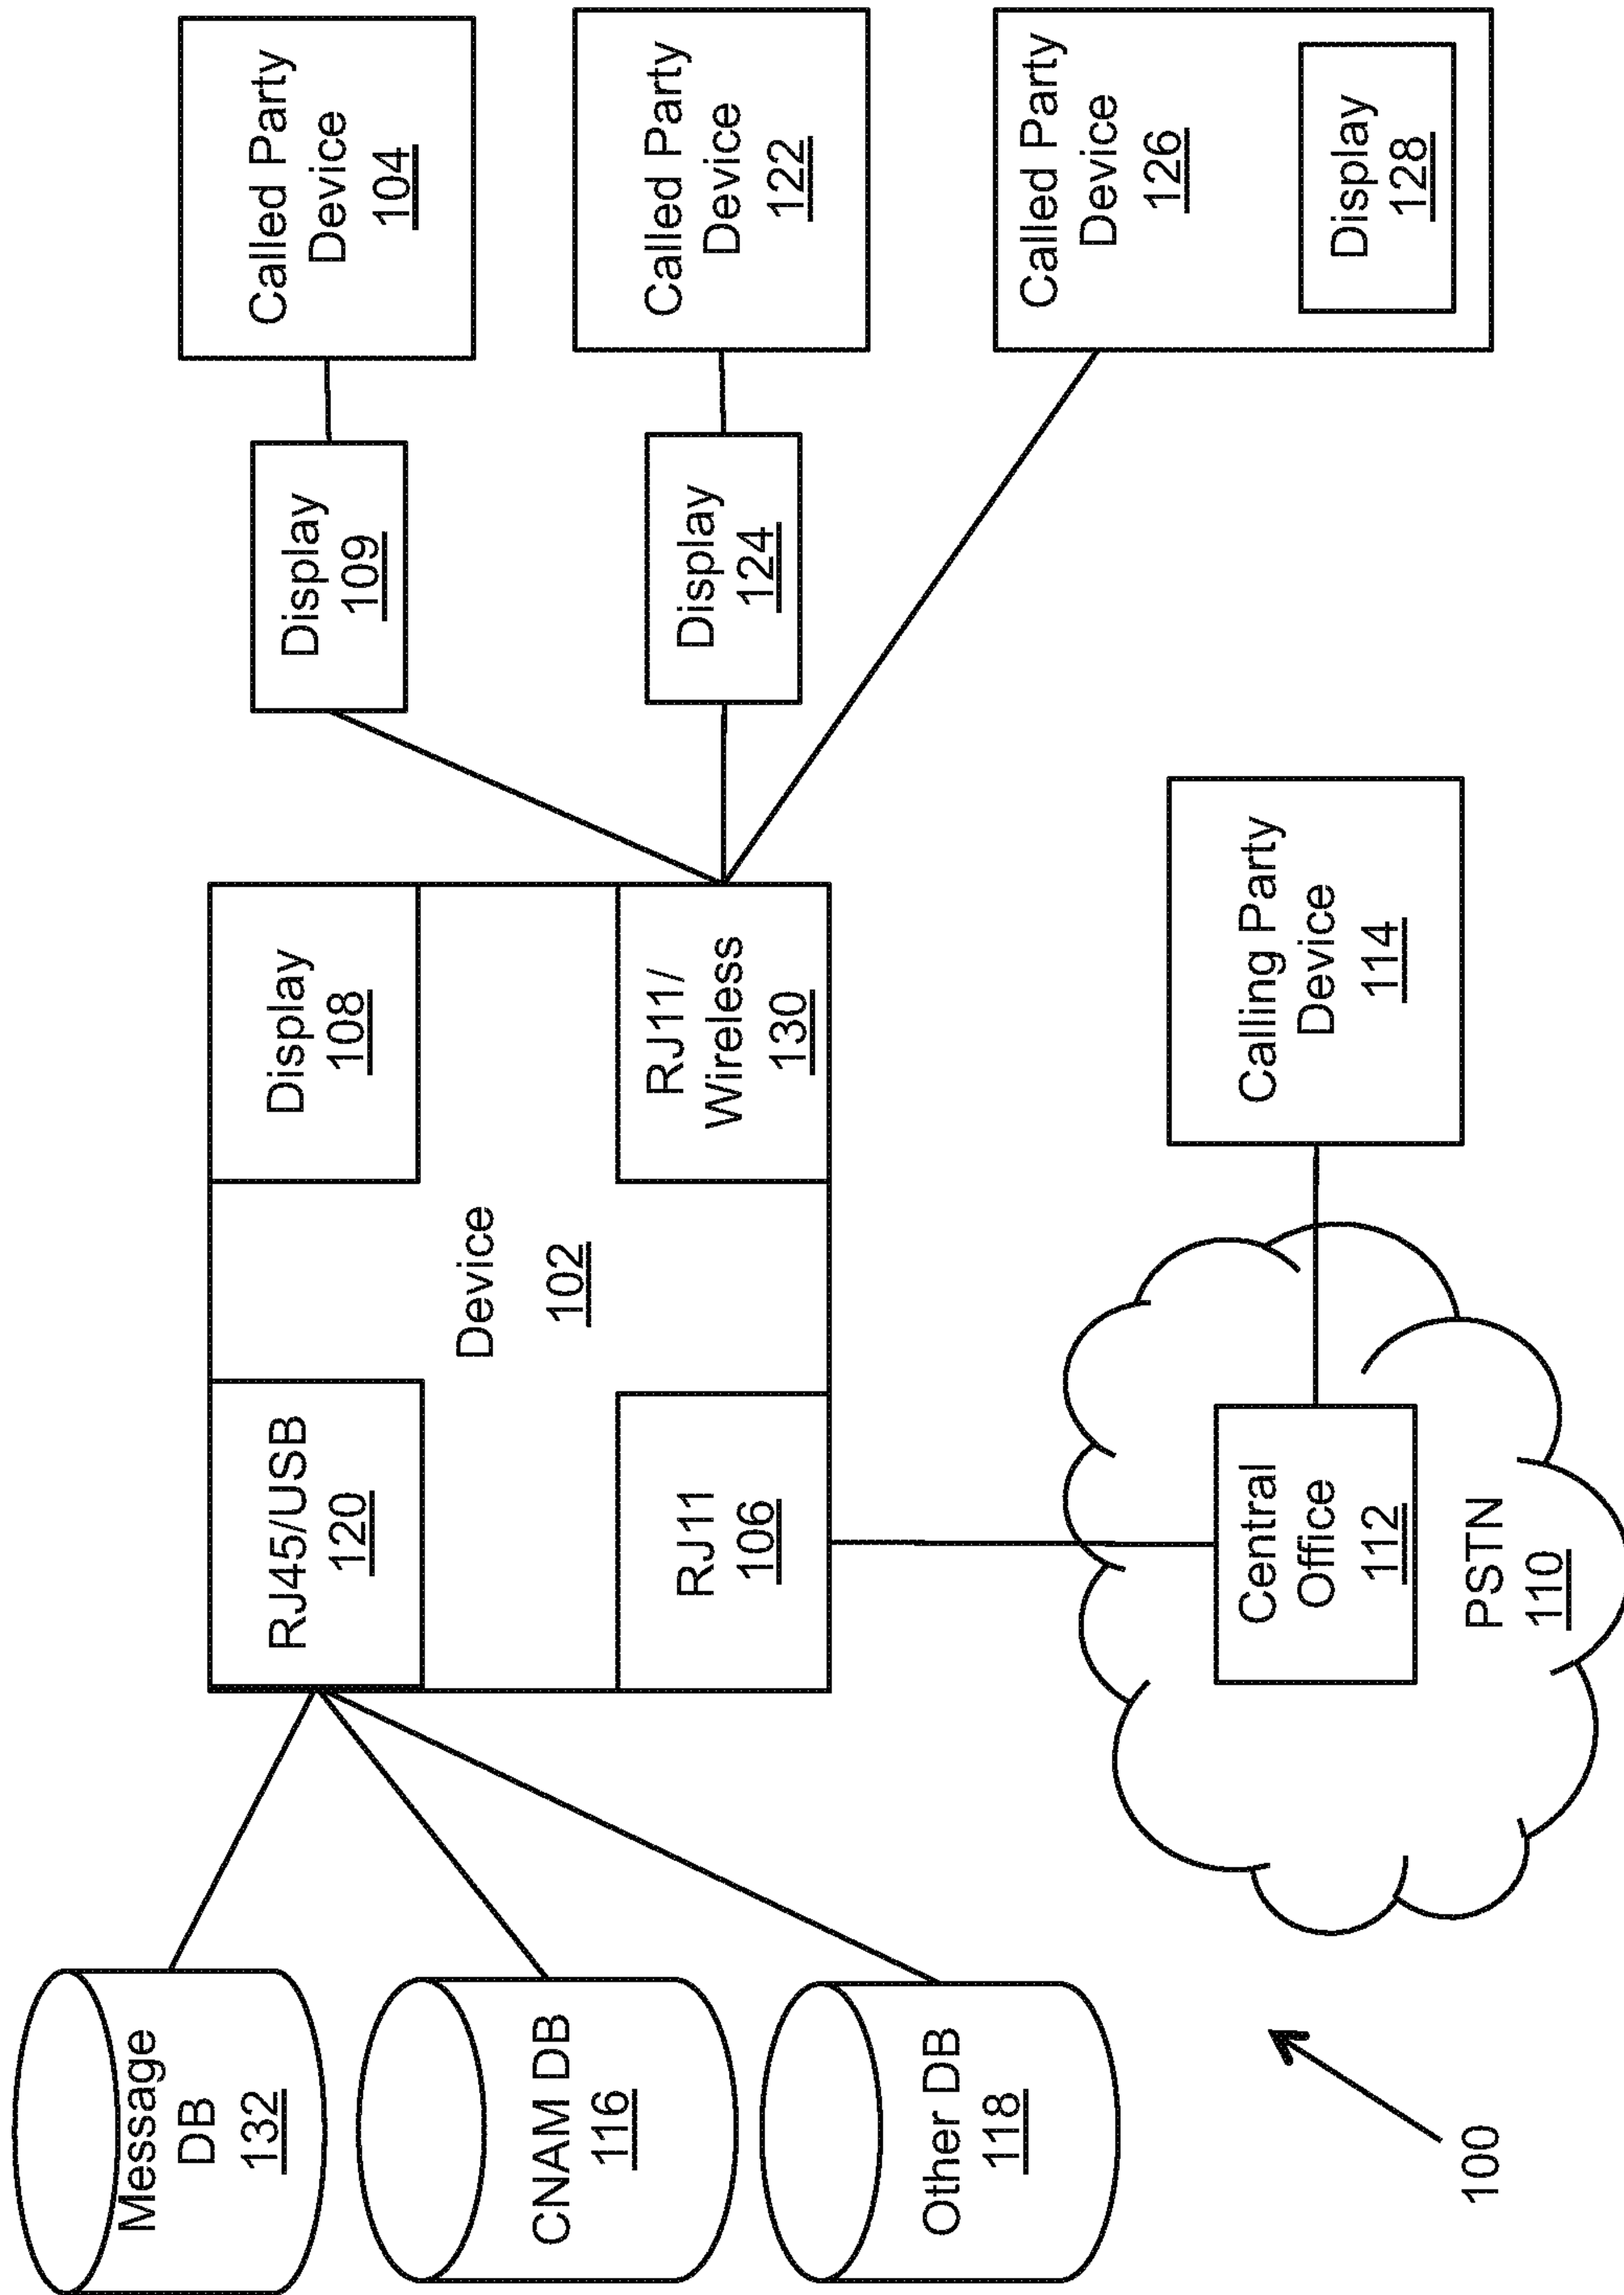 Message
DB
132
CNAM DB
116
Other DB
118
100
RJ45/USB
120
Display
108
Device
102
RJ11
106
RJ11/
Wireless
130
Display
109
Called Party
Device
104
Display
124
Called Party
Device
122
Called Party
Device
126
Display
128
Central
Office
112
PSTN
110
Calling Party
Device
114